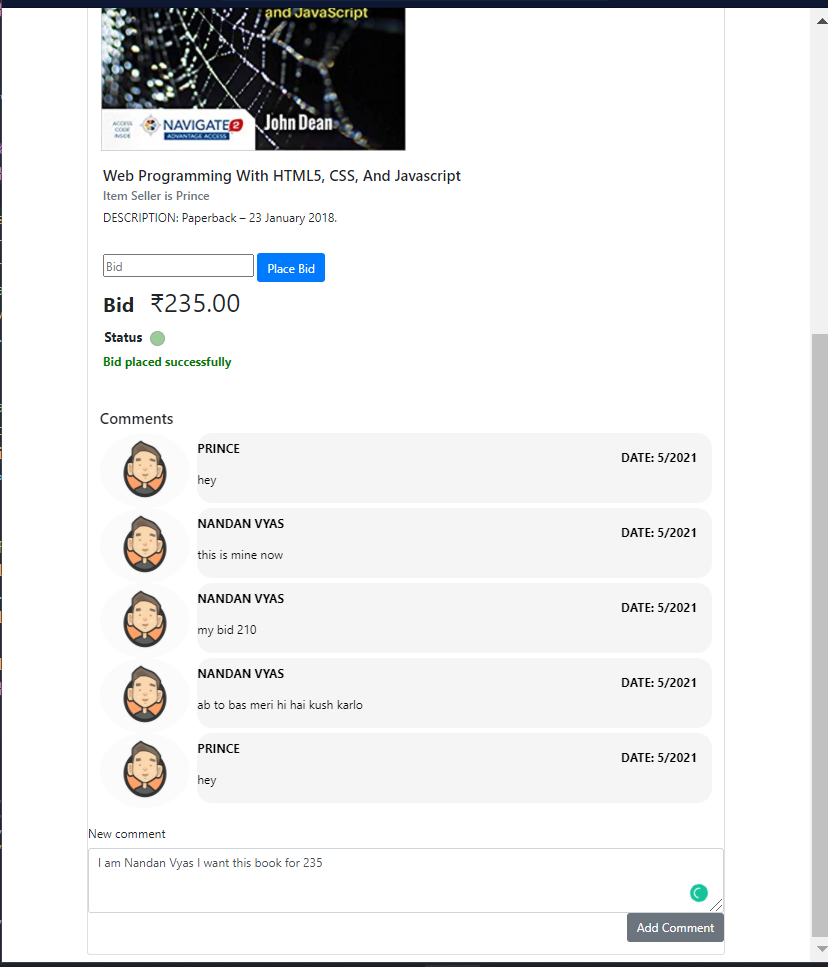 and JavaScript
ACCESS
CODE
INSIDE
NAVIGATE 2
ADVANTAGE ACCESS
John Dean
Web Programming With HTML5, CSS, And Javascript
Item Seller is Prince
DESCRIPTION: Paperback – 23 January 2018.
Bid
Place Bid
Bid ₹235.00
Status
Bid placed successfully
Comments
PRINCE
DATE: 5/2021
hey
NANDAN VYAS
DATE: 5/2021
this is mine now
NANDAN VYAS
DATE: 5/2021
my bid 210
NANDAN VYAS
DATE: 5/2021
ab to bas meri hi hai kush karlo
PRINCE
DATE: 5/2021
hey
New comment
I am Nandan Vyas I want this book for 235
Add Comment